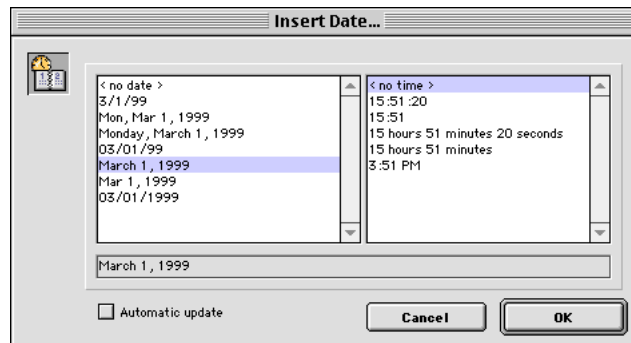 Insert Date...
< no date >
3/1/99
Mon, Mar 1, 1999
Monday, March 1, 1999
03/01/99
March 1, 1999
Mar 1, 1999
03/01/1999
< no time >
15:51:20
15:51
15 hours 51 minutes 20 seconds
15 hours 51 minutes
3:51 PM
March 1, 1999
Automatic update
Cancel
OK